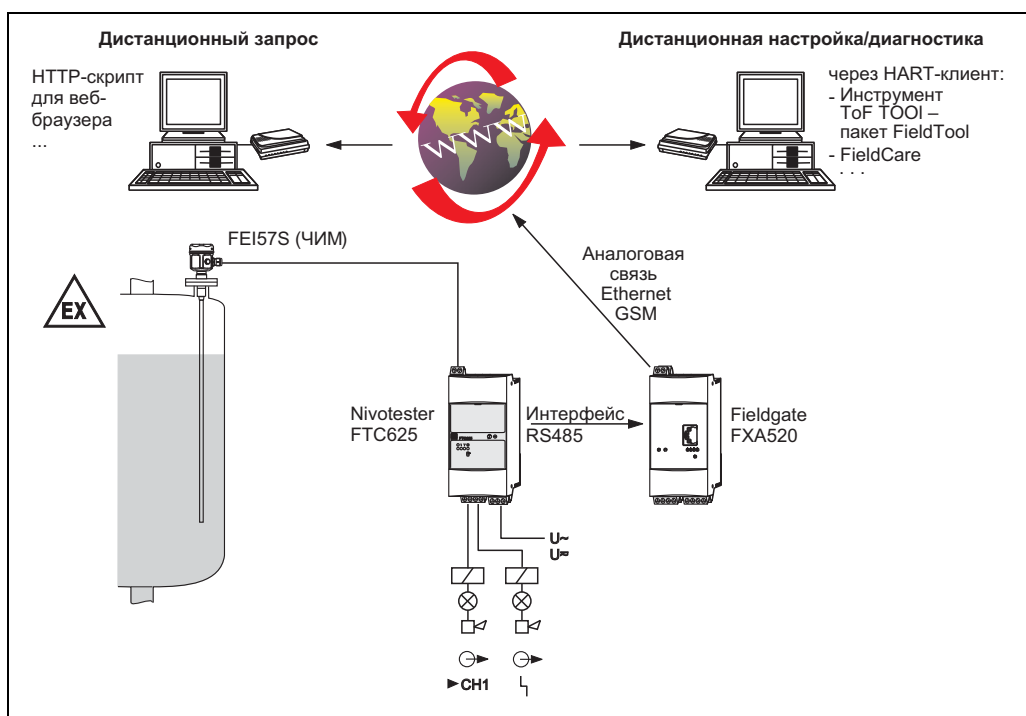 Дистанционный запрос
HTTP-скрипт
для веб-
браузера
...
Дистанционная настройка/диагностика
через HART-клиент:
- Инструмент
ToF TOOl –
пакет FieldTool
- FieldCare
. . .
WWW
FEI57S (ЧИМ)
EX
Аналоговая
связь
Ethernet
GSM
Nivotester
FTC625
Интерфейс
RS485
Fieldgate
FXA520
U~
U≂
CH1